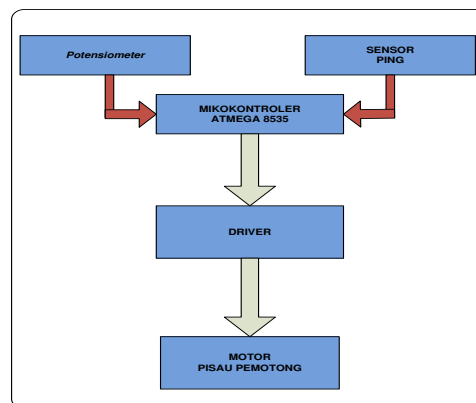 Potensiometer
SENSOR
PING
MIKOKONTROLER
ATMEGA 8535
DRIVER
MOTOR
PISAU PEMOTONG